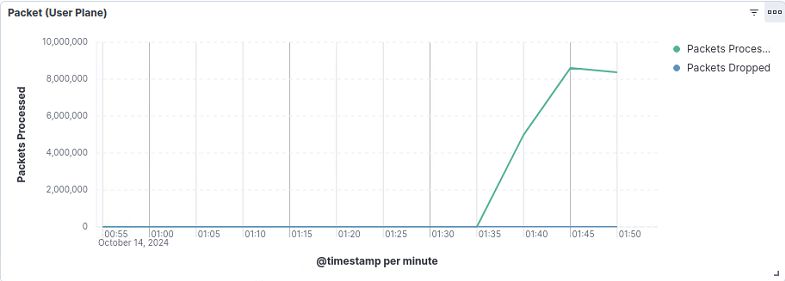 Packet (User Plane)
10,000,000
8,000,000
6,000,000
4,000,000
2,000,000
0
Packets Processed
00:55 01:00 01:05 01:10 01:15 01:20 01:25 01:30 01:35 01:40 01:45 01:50
October 14, 2024
@timestamp per minute
Packets Proces...
Packets Dropped